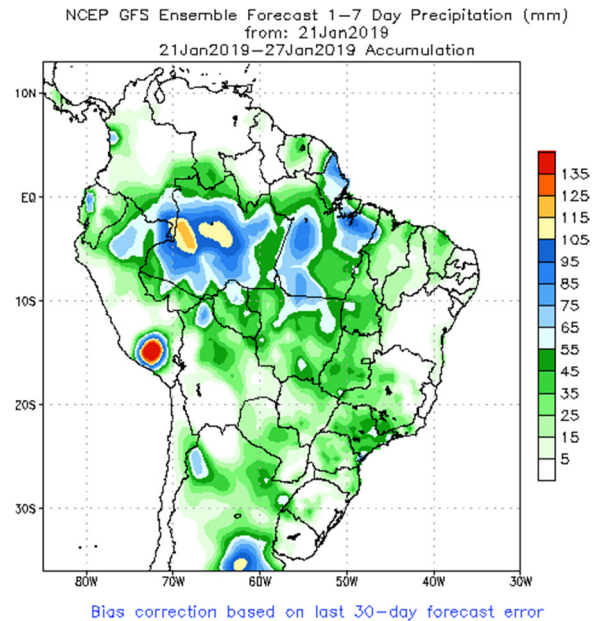 NCEP GFS Ensemble Forecast 1–7 Day Precipitation (mm)
from: 21Jan2019
21Jan2019–27Jan2019 Accumulation
10N
EQ
10S
20S
30S
80W 70W 60W 50W 40W 30W
135
125
115
105
95
85
75
65
55
45
35
25
15
5
Bias correction based on last 30–day forecast error